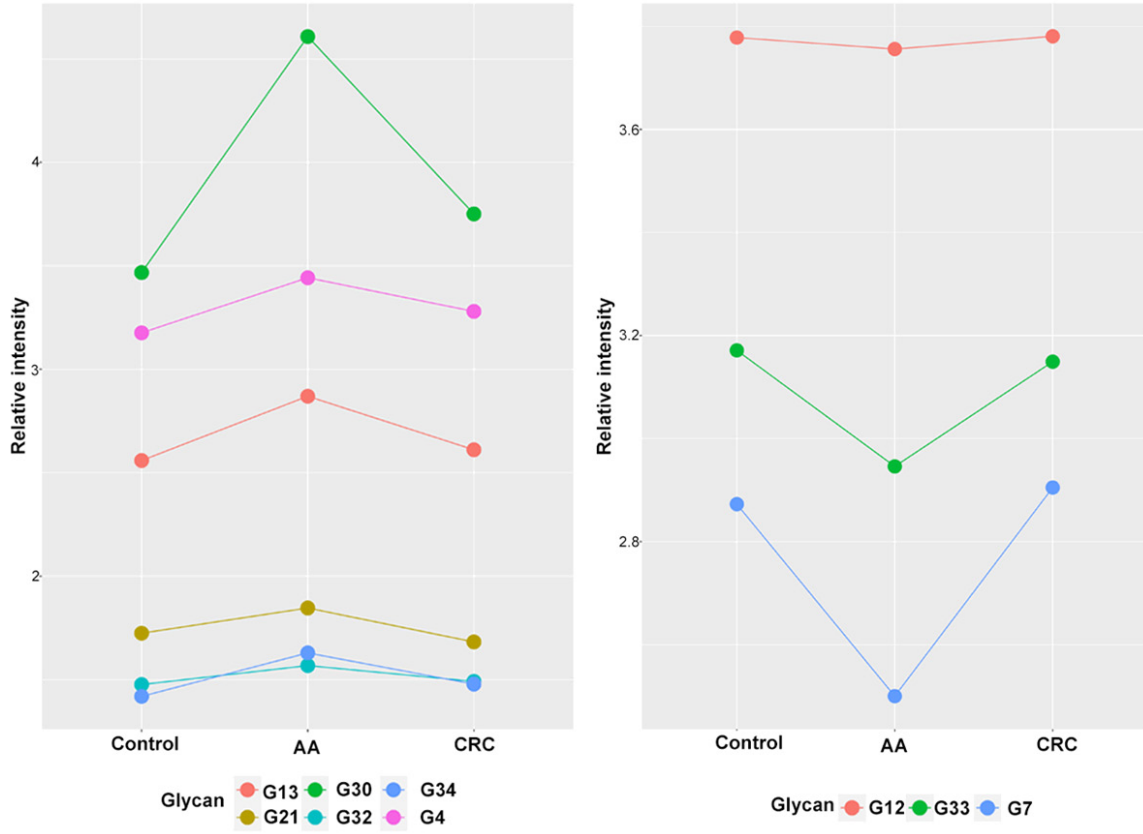 Relative intensity
4
3
2
Control AA CRC
Glycan G13 G30 G34
G21 G32 G4
Relative intensity
3.6
3.2
2.8
Control AA CRC
Glycan G12 G33 G7